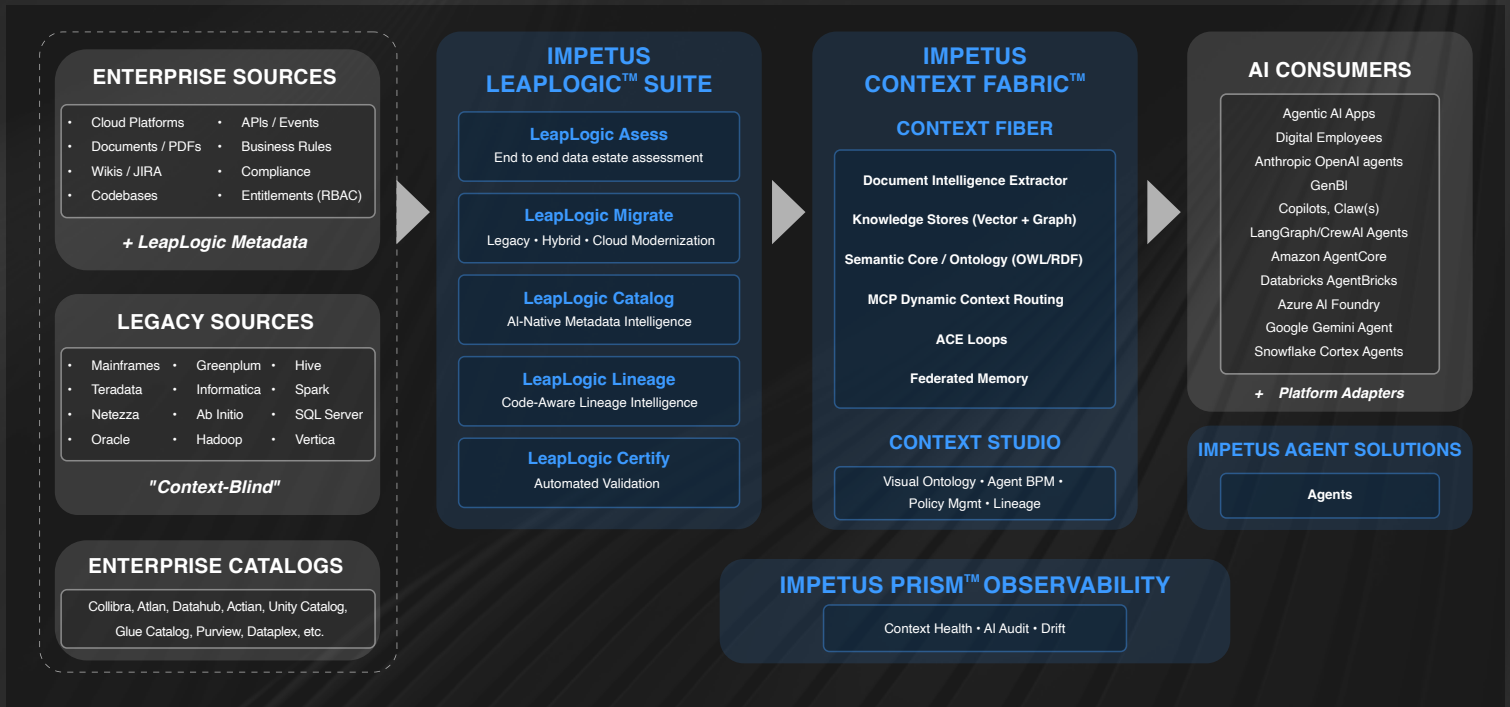 ENTERPRISE SOURCES
• Cloud Platforms
• Documents / PDFs
• Wikis / JIRA
• Codebases
• APIs / Events
• Business Rules
• Compliance
• Entitlements (RBAC)
+ LeapLogic Metadata
LEGACY SOURCES
• Mainframes
• Teradata
• Netezza
• Oracle
• Greenplum
• Informatica
• Ab Initio
• Hadoop
• Hive
• Spark
• SQL Server
• Vertica
"Context-Blind"
ENTERPRISE CATALOGS
Collibra, Atlan, Datahub, Actian, Unity Catalog,
Glue Catalog, Purview, Dataplex, etc.
IMPETUS
LEAPLOGIC™ SUITE
LeapLogic Asess
End to end data estate assessment
LeapLogic Migrate
Legacy • Hybrid • Cloud Modernization
LeapLogic Catalog
AI-Native Metadata Intelligence
LeapLogic Lineage
Code-Aware Lineage Intelligence
LeapLogic Certify
Automated Validation
IMPETUS
CONTEXT FABRIC™
CONTEXT FIBER
Document Intelligence Extractor
Knowledge Stores (Vector + Graph)
Semantic Core / Ontology (OWL/RDF)
MCP Dynamic Context Routing
ACE Loops
Federated Memory
CONTEXT STUDIO
Visual Ontology • Agent BPM •
Policy Mgmt • Lineage
AI CONSUMERS
Agentic AI Apps
Digital Employees
Anthropic OpenAI agents
GenBI
Copilots, Claw(s)
LangGraph/CrewAI Agents
Amazon AgentCore
Databricks AgentBricks
Azure AI Foundry
Google Gemini Agent
Snowflake Cortex Agents
+ Platform Adapters
IMPETUS AGENT SOLUTIONS
Agents
IMPETUS PRISM™ OBSERVABILITY
Context Health • AI Audit • Drift